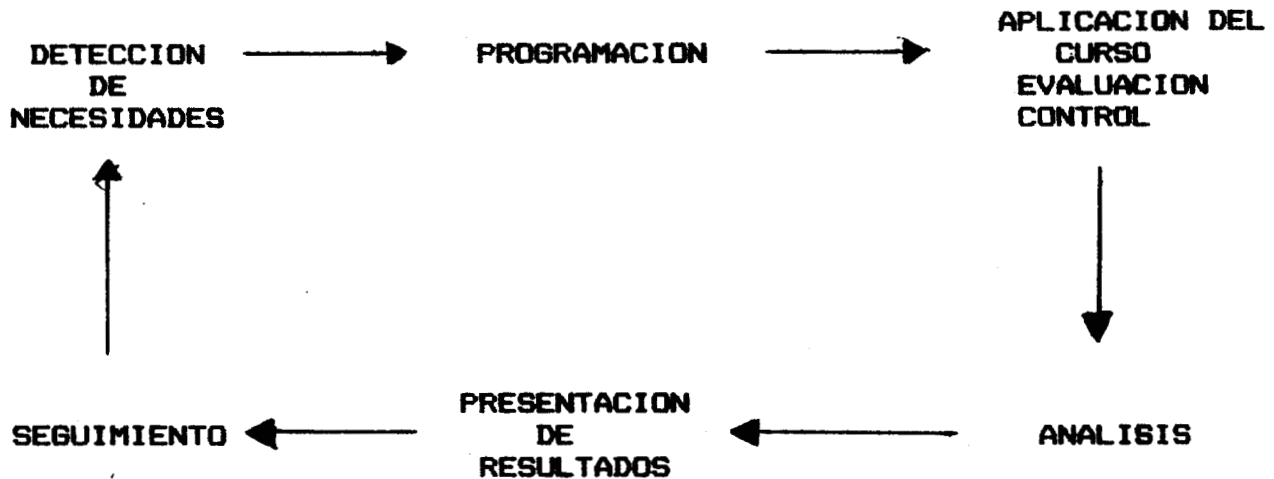 DETECCION
DE
NECESIDADES
PROGRAMACION
APLICACION DEL
CURSO
EVALUACION
CONTROL
ANALISIS
PRESENTACION
DE
RESULTADOS
SEGUIMIENTO